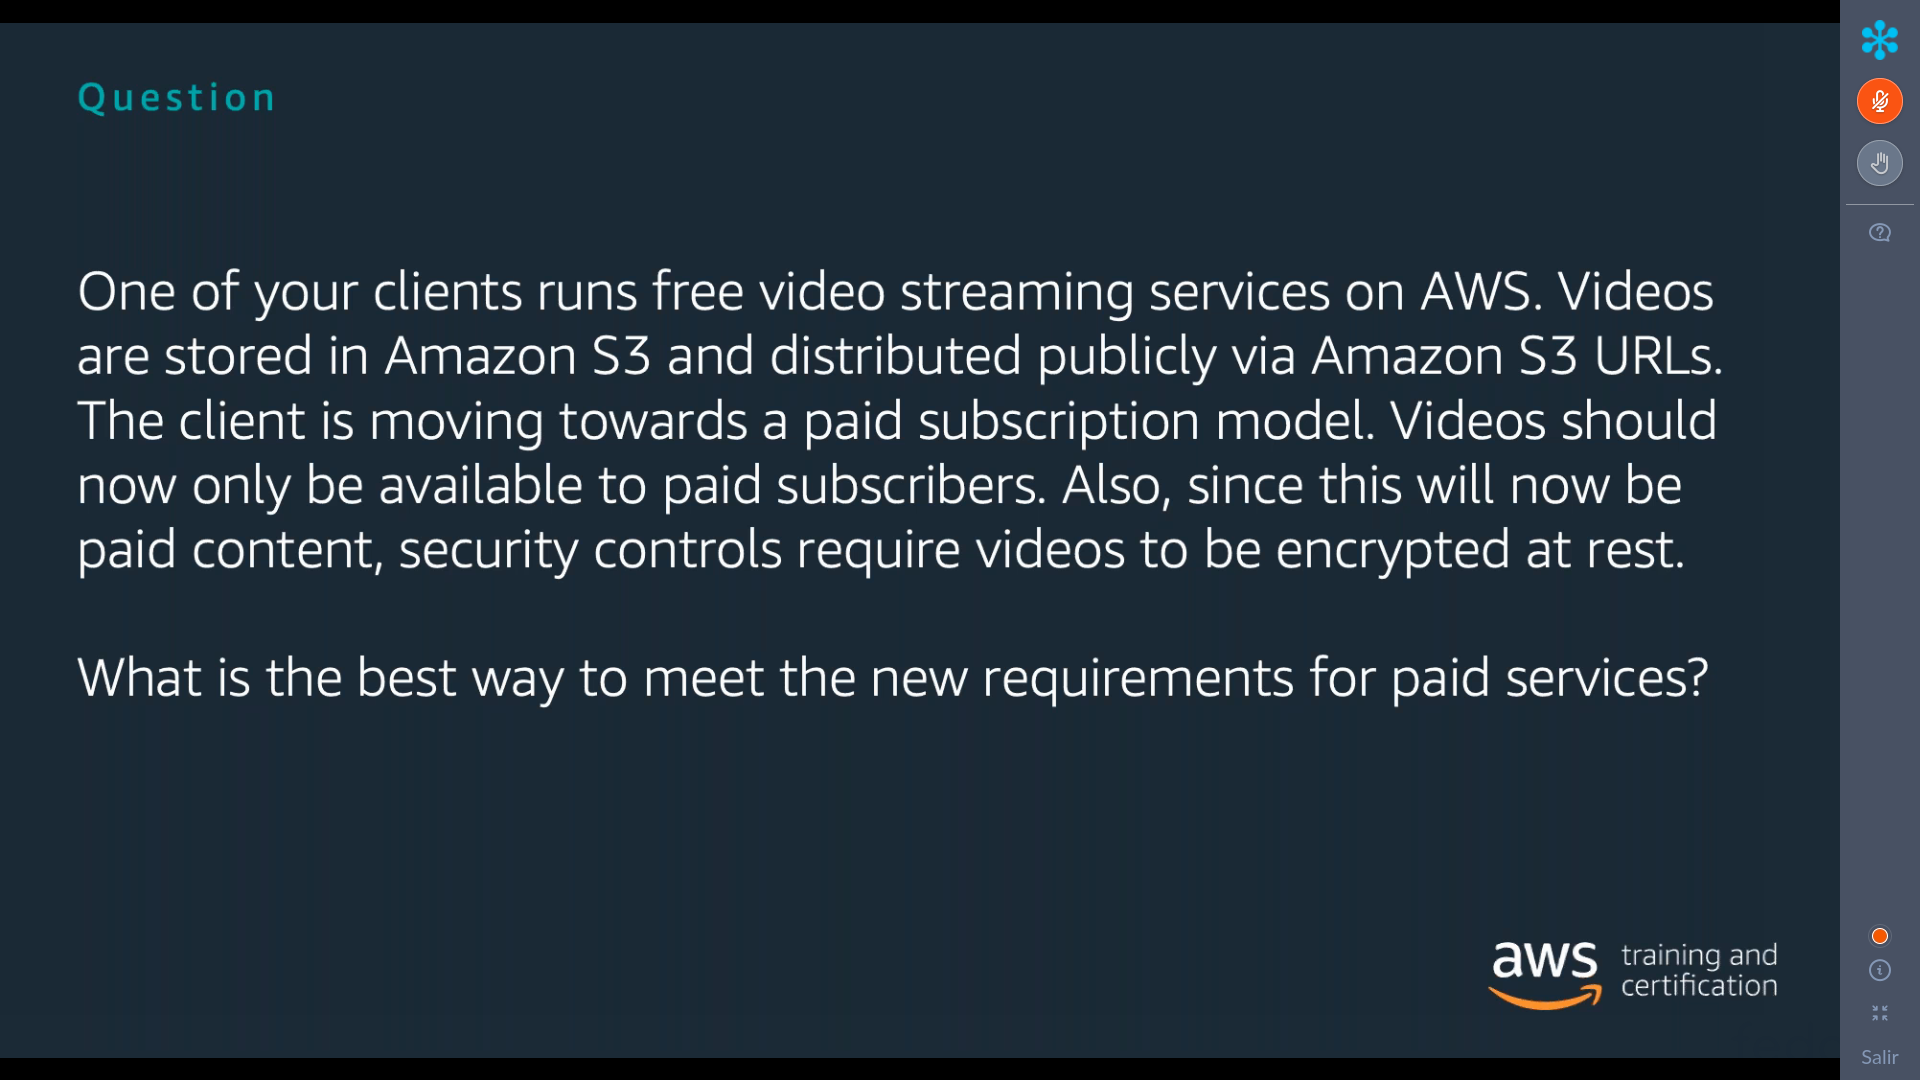 Question
One of your clients runs free video streaming services on AWS. Videos
are stored in Amazon S3 and distributed publicly via Amazon S3 URLs.
The client is moving towards a paid subscription model. Videos should
now only be available to paid subscribers. Also, since this will now be
paid content, security controls require videos to be encrypted at rest.
What is the best way to meet the new requirements for paid services?
aws training and
certification
Salir